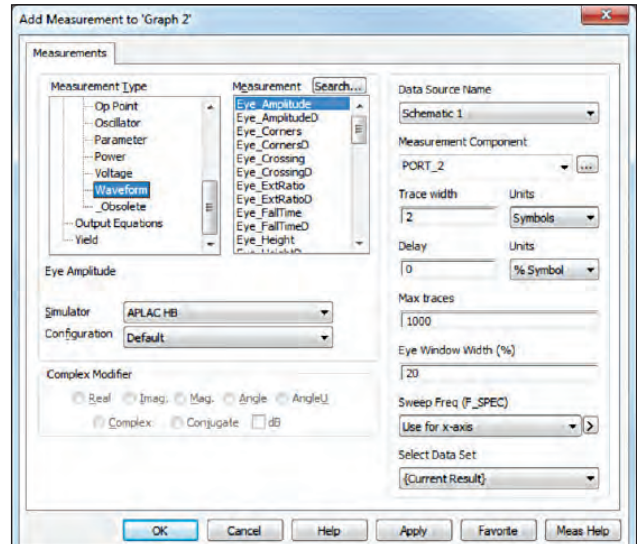 Add Measurement to 'Graph 2'
Measurements
Measurement Type
Op Point
Oscillator
Parameter
Power
Voltage
Waveform
_Obsolete
Output Equations
Yield
Measurement Search...
Eye_Amplitude
Eye_AmplitudeD
Eye_Corners
Eye_CornersD
Eye_Crossing
Eye_CrossingD
Eye_ExtRatio
Eye_ExtRatioD
Eye_FallTime
Eye_FallTimeD
Eye_Height
Eye_HeightD
Eye Amplitude
Simulator APLAC HB
Configuration Default
Complex Modifier
Real Imag. Mag. Angle AngleU
Complex Conjugate dB
Data Source Name
Schematic 1
Measurement Component
PORT_2 ...
Trace width Units
2 Symbols
Delay Units
0 % Symbol
Max traces
1000
Eye Window Width (%)
20
Sweep Freq (F_SPEC)
Use for x-axis >
Select Data Set
{Current Result}
OK Cancel Help Apply Favorite Meas Help